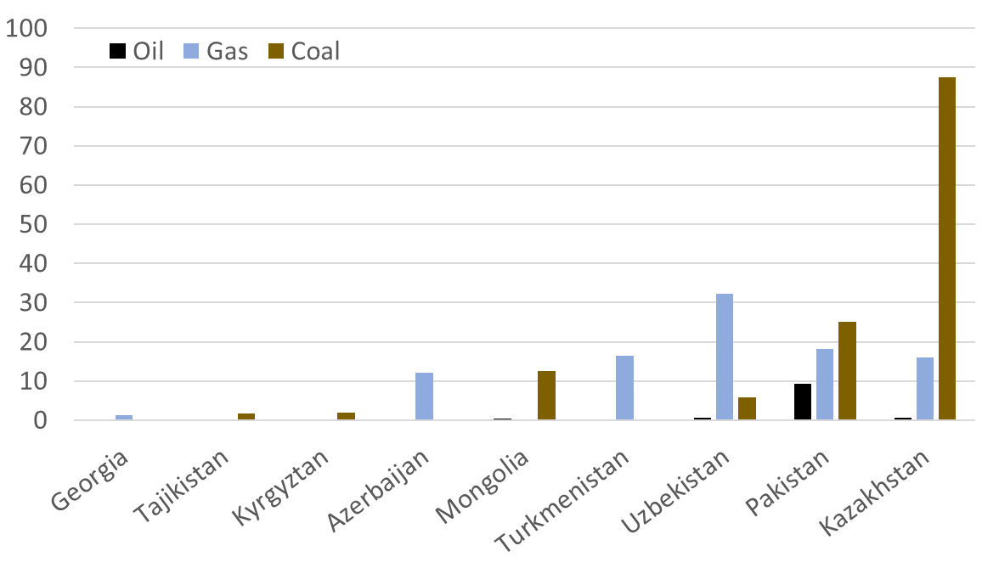 100
Oil Gas Coal
90
80
70
60
50
40
30
20
10
0
Georgia
Tajikistan
Kyrgyztan
Azerbaijan
Mongolia
Turkmenistan
Uzbekistan
Pakistan
Kazakhstan